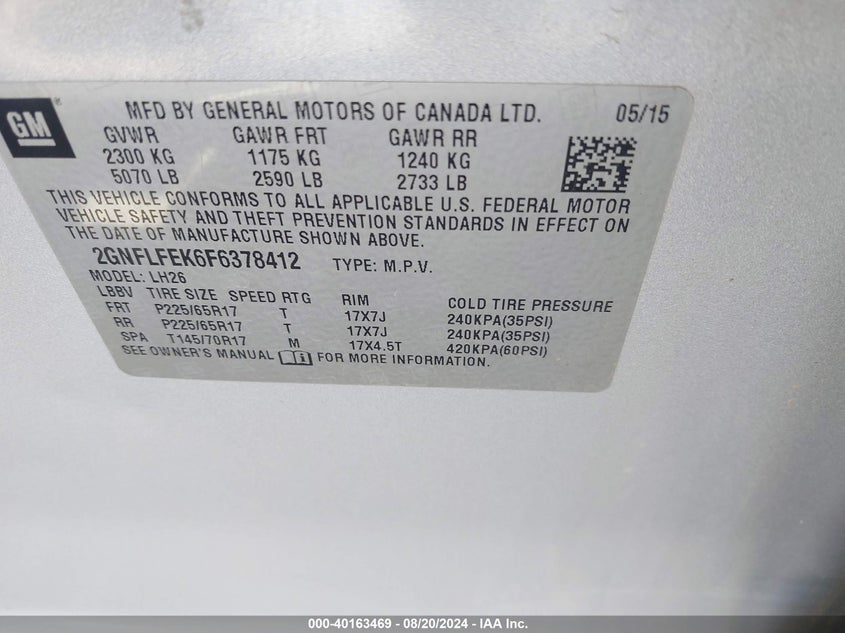 GM ®
MFD BY GENERAL MOTORS OF CANADA LTD. 05/15
GVWR GAWR FRT GAWR RR
2300 KG 1175 KG 1240 KG
5070 LB 2590 LB 2733 LB
THIS VEHICLE CONFORMS TO ALL APPLICABLE U.S. FEDERAL MOTOR
VEHICLE SAFETY AND THEFT PREVENTION STANDARDS IN EFFECT ON
THE DATE OF MANUFACTURE SHOWN ABOVE.
2GNFLFEK6F6378412 TYPE: M.P.V.
MODEL: LH26
LBBV TIRE SIZE SPEED RTG RIM COLD TIRE PRESSURE
FRT P225/65R17 T 17X7J 240KPA(35PSI)
RR P225/65R17 T 17X7J 240KPA(35PSI)
SPA T145/70R17 M 17X4.5T 420KPA(60PSI)
SEE OWNER'S MANUAL FOR MORE INFORMATION.
000-40163469 - 08/20/2024 - IAA Inc.